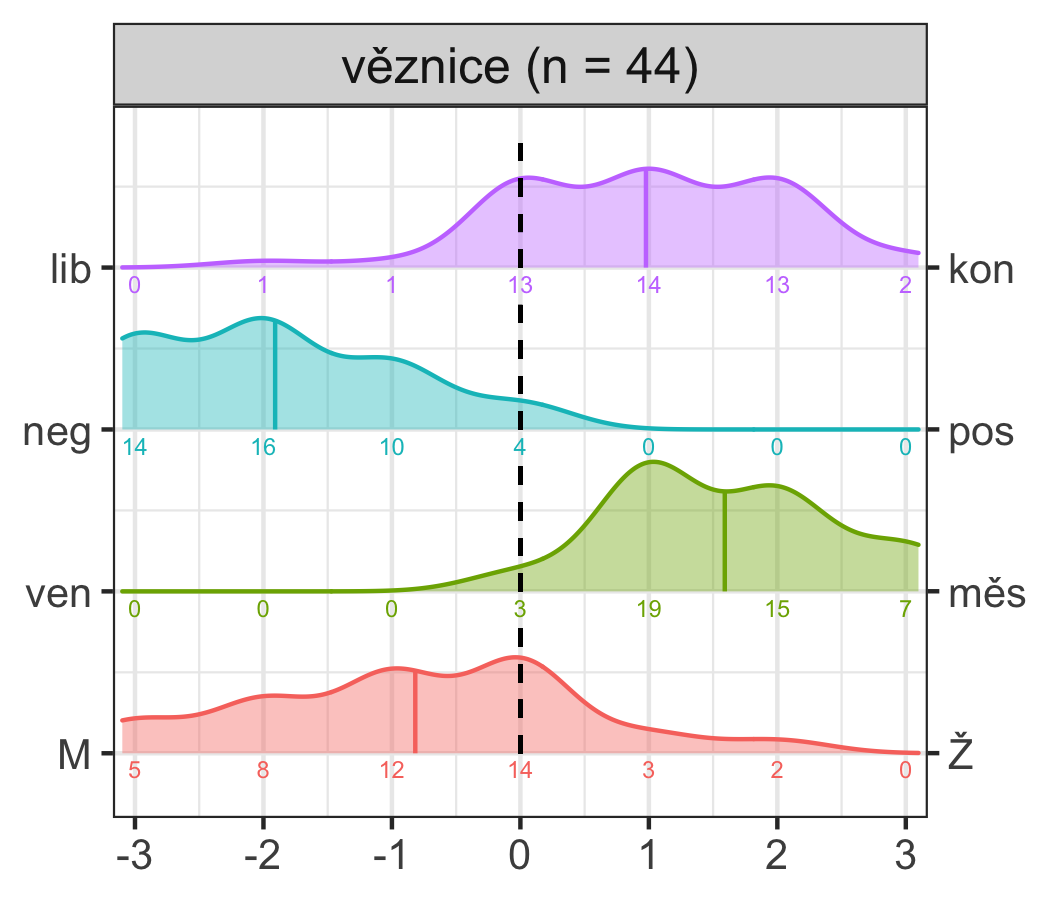 věznice (n = 44)
lib kon
0 1 1 13 14 13 2
neg pos
14 16 10 4 0 0 0
ven měs
0 0 0 3 19 15 7
M Ž
5 8 12 14 3 2 0
-3 -2 -1 0 1 2 3